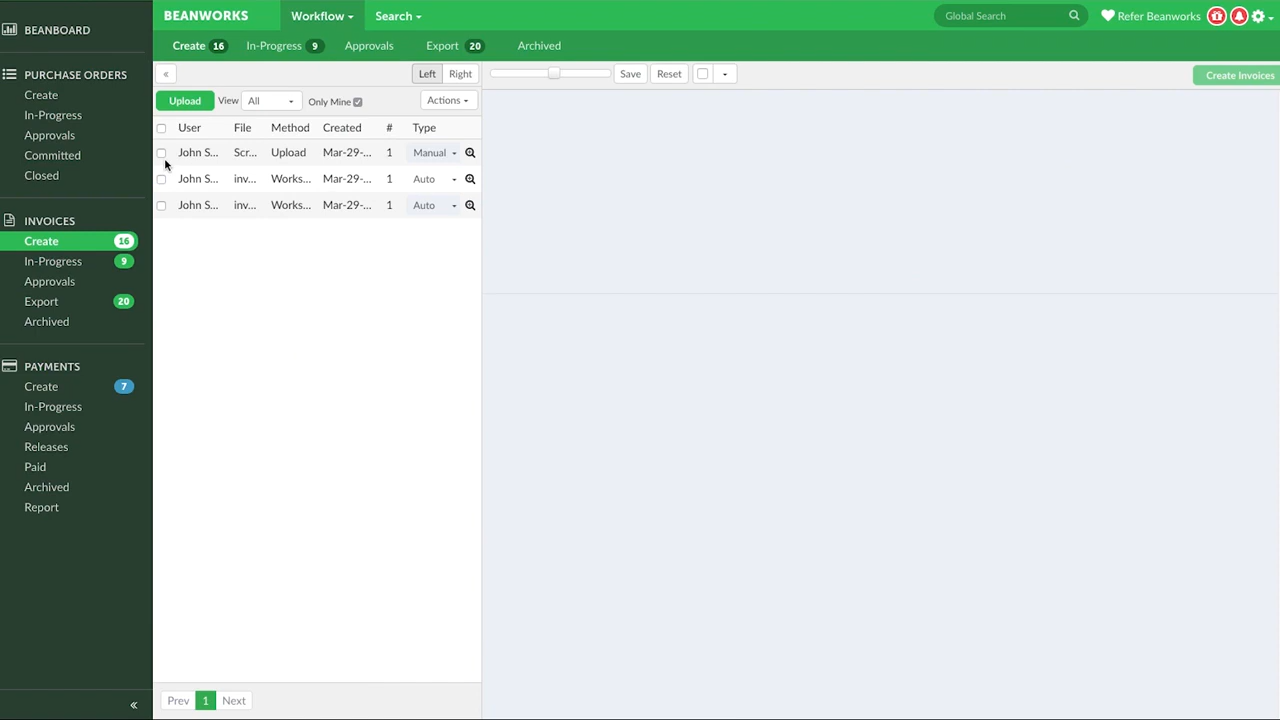 BEANBOARD
PURCHASE ORDERS
Create
In-Progress
Approvals
Committed
Closed
INVOICES
Create 16
In-Progress 9
Approvals
Export 20
Archived
PAYMENTS
Create 7
In-Progress
Approvals
Releases
Paid
Archived
Report
«
BEANWORKS Workflow Search Global Search Refer Beanworks
Create 16 In-Progress 9 Approvals Export 20 Archived
« Left Right Save Reset Create Invoices
Upload View All Only Mine Actions
User File Method Created # Type
John S... Scr... Upload Mar-29-... 1 Manual
John S... inv... Works... Mar-29-... 1 Auto
John S... inv... Works... Mar-29-... 1 Auto
Prev 1 Next